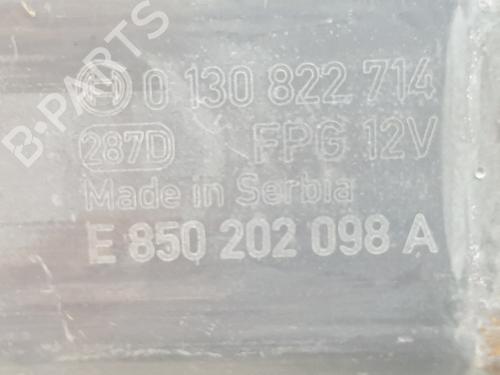 B-PARTS
0 130 822 714
287D FPG 12V
Made in Serbia
E 850 202 098 A